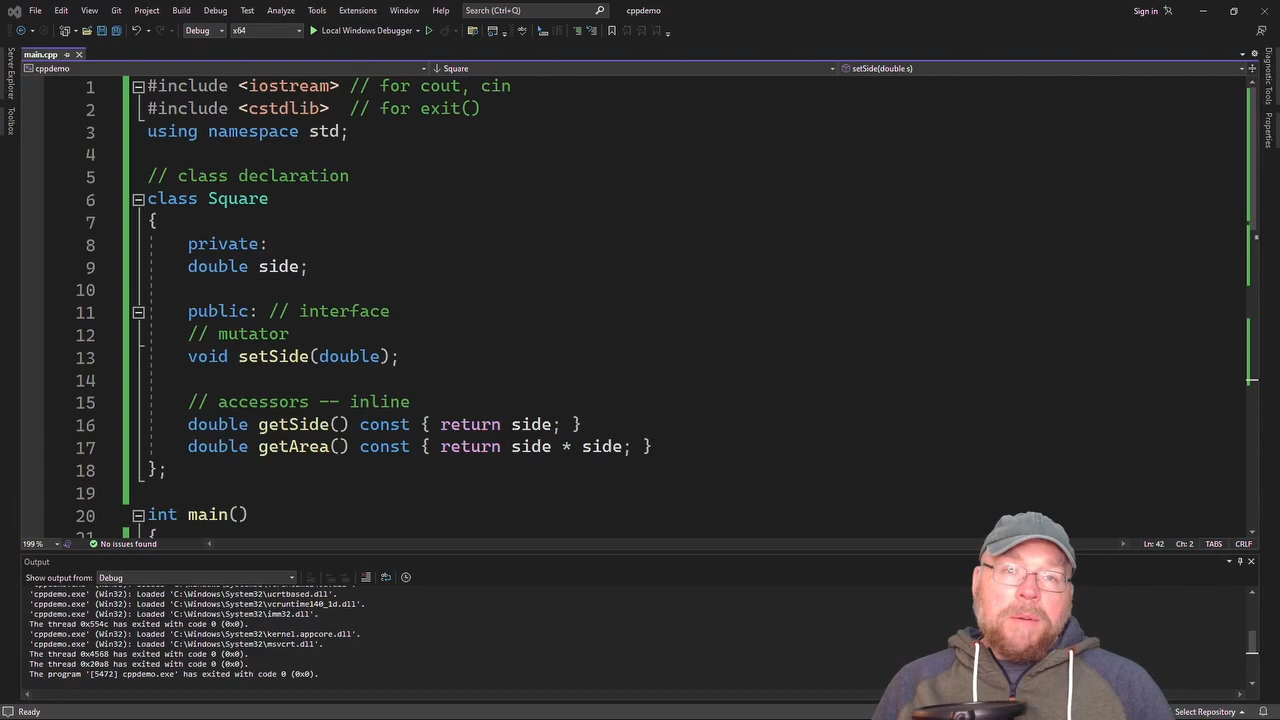 File Edit View Git Project Build Debug Test Analyze Tools Extensions Window Help Search (Ctrl+Q) cppdemo Sign in
Debug x64 Local Windows Debugger
main.cpp
cppdemo Square setSide(double s)
Server Explorer
Toolbox
Diagnostic Tools
Properties
1 #include <iostream> // for cout, cin
2 #include <cstdlib> // for exit()
3 using namespace std;
4
5 // class declaration
6 class Square
7 {
8 private:
9 double side;
10
11 public: // interface
12 // mutator
13 void setSide(double);
14
15 // accessors -- inline
16 double getSide() const { return side; }
17 double getArea() const { return side * side; }
18 };
19
20 int main()
21 {
199 % No issues found Ln: 42 Ch: 2 TABS CRLF
Output
Show output from: Debug
'cppdemo.exe' (Win32): Loaded 'C:\Windows\System32\ucrtbased.dll'.
'cppdemo.exe' (Win32): Loaded 'C:\Windows\System32\vcruntime140_1d.dll'.
'cppdemo.exe' (Win32): Loaded 'C:\Windows\System32\imm32.dll'.
The thread 0x554c has exited with code 0 (0x0).
'cppdemo.exe' (Win32): Loaded 'C:\Windows\System32\kernel.appcore.dll'.
'cppdemo.exe' (Win32): Loaded 'C:\Windows\System32\msvcrt.dll'.
The thread 0x4568 has exited with code 0 (0x0).
The thread 0x20a8 has exited with code 0 (0x0).
The program '[5472] cppdemo.exe' has exited with code 0 (0x0).
Ready Select Repository